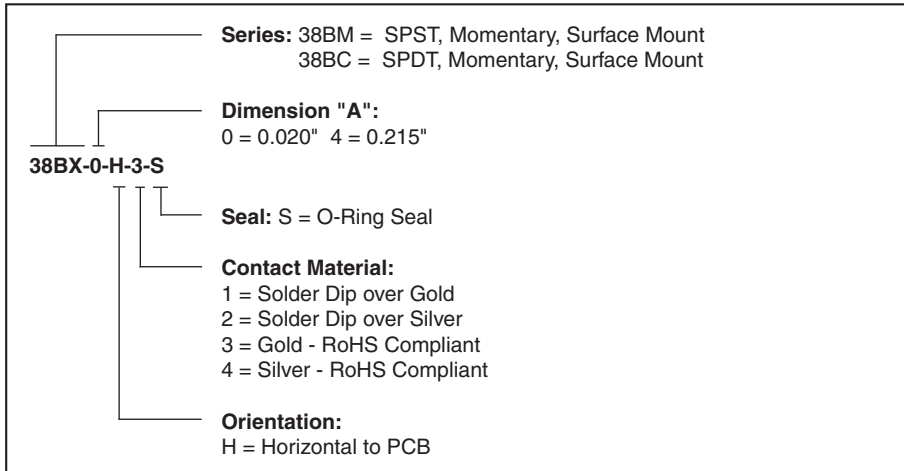 Series: 38BM = SPST, Momentary, Surface Mount
38BC = SPDT, Momentary, Surface Mount
Dimension "A":
0 = 0.020" 4 = 0.215"
38BX-0-H-3-S
Seal: S = O-Ring Seal
Contact Material:
1 = Solder Dip over Gold
2 = Solder Dip over Silver
3 = Gold - RoHS Compliant
4 = Silver - RoHS Compliant
Orientation:
H = Horizontal to PCB